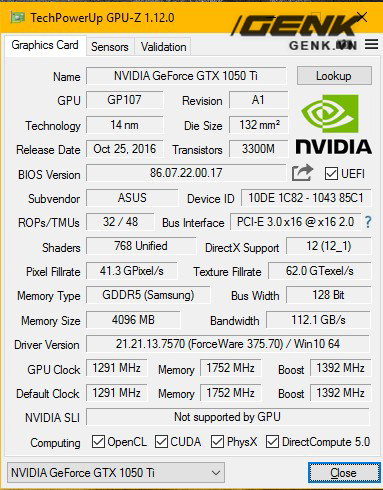 TechPowerUp GPU-Z 1.12.0
GENK
GENK.VN
Graphics Card Sensors Validation
Name NVIDIA GeForce GTX 1050 Ti Lookup
GPU GP107 Revision A1
Technology 14 nm Die Size 132 mm²
Release Date Oct 25, 2016 Transistors 3300M
NVIDIA
BIOS Version 86.07.22.00.17 UEFI
Subvendor ASUS Device ID 10DE 1C82 - 1043 85C1
ROPs/TMUs 32 / 48 Bus Interface PCI-E 3.0 x16 @ x16 2.0 ?
Shaders 768 Unified DirectX Support 12 (12_1)
Pixel Fillrate 41.3 GPixel/s Texture Fillrate 62.0 GTexel/s
Memory Type GDDR5 (Samsung) Bus Width 128 Bit
Memory Size 4096 MB Bandwidth 112.1 GB/s
Driver Version 21.21.13.7570 (ForceWare 375.70) / Win10 64
GPU Clock 1291 MHz Memory 1752 MHz Boost 1392 MHz
Default Clock 1291 MHz Memory 1752 MHz Boost 1392 MHz
NVIDIA SLI Not supported by GPU
Computing OpenCL CUDA PhysX DirectCompute 5.0
NVIDIA GeForce GTX 1050 Ti Close